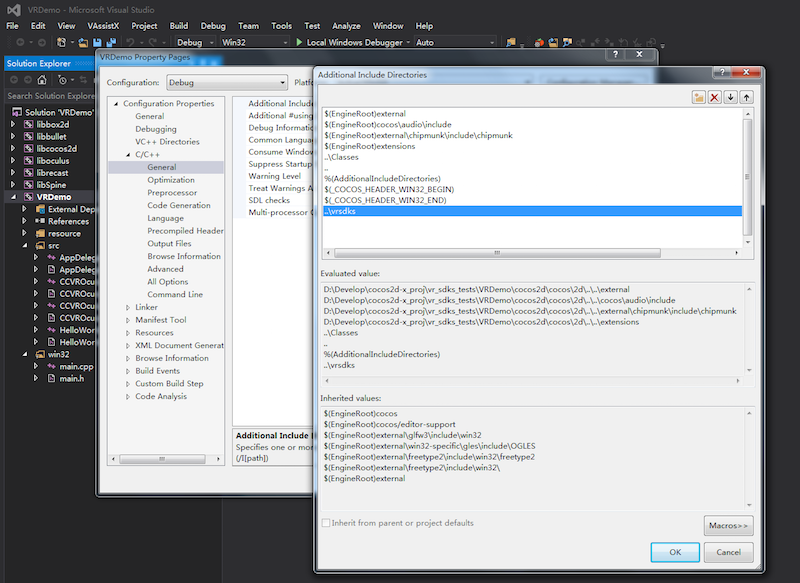 VRDemo - Microsoft Visual Studio
File Edit View VAssistX Project Build Debug Team Tools Test Analyze Window Help
Debug Win32 Local Windows Debugger Auto
Solution Explorer
Search Solution Explore
Solution 'VRDemo'
libbox2d
libbullet
libcocos2d
liboculus
librecast
libSpine
VRDemo
External Dep
References
resource
src
AppDeleg
AppDeleg
CCVROcu
CCVROcu
CCVROcu
CCVROcu
HelloWor
HelloWor
win32
main.cpp
main.h
VRDemo Property Pages
Configuration: Debug Platfo
Configuration Properties
General
Debugging
VC++ Directories
C/C++
General
Optimization
Preprocessor
Code Generation
Language
Precompiled Header
Output Files
Browse Information
Advanced
All Options
Command Line
Linker
Manifest Tool
Resources
XML Document Generat
Browse Information
Build Events
Custom Build Step
Code Analysis
Additional Includ
Additional #using
Debug Informatio
Common Languag
Consume Window
Suppress Startup
Warning Level
Treat Warnings A
SDL checks
Multi-processor C
Additional Include
Specifies one or mor
(/I[path])
Additional Include Directories
$(EngineRoot)external
$(EngineRoot)cocos\audio\include
$(EngineRoot)external\chipmunk\include\chipmunk
$(EngineRoot)extensions
..\Classes
..
%(AdditionalIncludeDirectories)
$(_COCOS_HEADER_WIN32_BEGIN)
$(_COCOS_HEADER_WIN32_END)
..\vrsdks
Evaluated value:
D:\Develop\cocos2d-x_proj\vr_sdks_tests\VRDemo\cocos2d\cocos\2d\..\..\external
D:\Develop\cocos2d-x_proj\vr_sdks_tests\VRDemo\cocos2d\cocos\2d\..\..\cocos\audio\include
D:\Develop\cocos2d-x_proj\vr_sdks_tests\VRDemo\cocos2d\cocos\2d\..\..\external\chipmunk\include\chipmunk
D:\Develop\cocos2d-x_proj\vr_sdks_tests\VRDemo\cocos2d\cocos\2d\..\..\extensions
..\Classes
..
%(AdditionalIncludeDirectories)
..\vrsdks
Inherited values:
$(EngineRoot)cocos
$(EngineRoot)cocos/editor-support
$(EngineRoot)external\glfw3\include\win32
$(EngineRoot)external\win32-specific\gles\include\OGLES
$(EngineRoot)external\freetype2\include\win32\freetype2
$(EngineRoot)external\freetype2\include\win32\
$(EngineRoot)external
Inherit from parent or project defaults
Macros>>
OK
Cancel